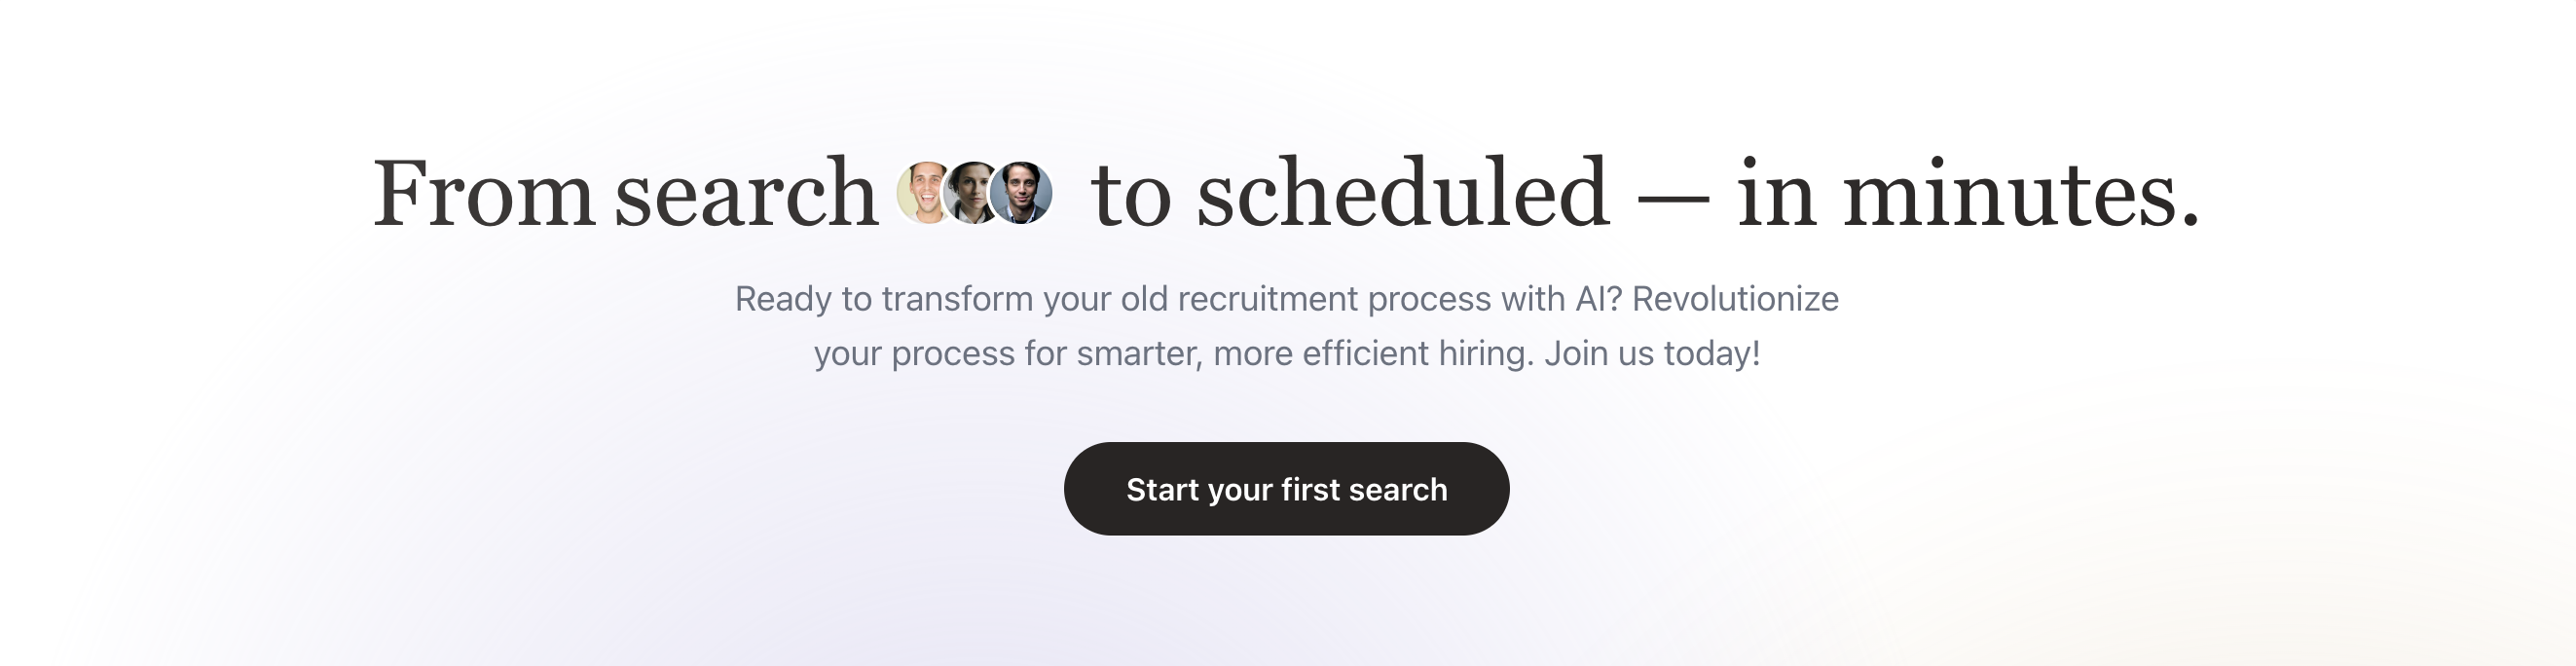 From search to scheduled — in minutes.
Ready to transform your old recruitment process with AI? Revolutionize
your process for smarter, more efficient hiring. Join us today!
Start your first search